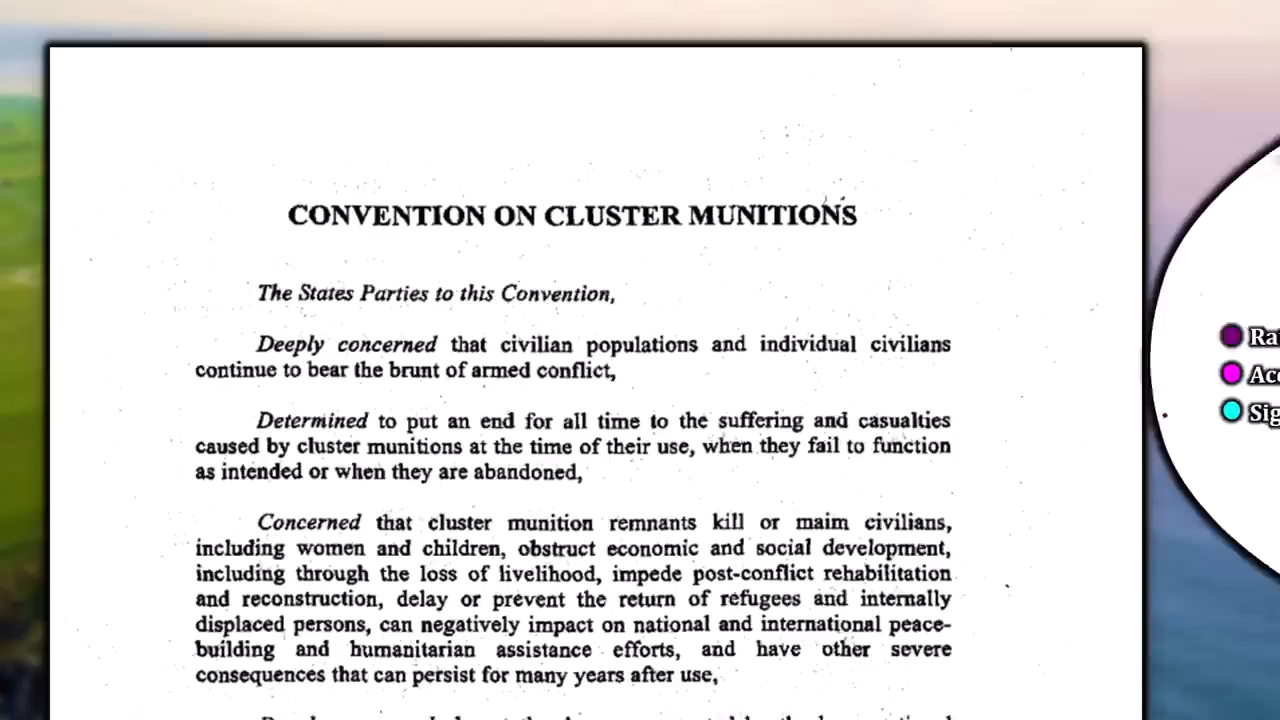 CONVENTION ON CLUSTER MUNITIONS
The States Parties to this Convention,
Deeply concerned that civilian populations and individual civilians
continue to bear the brunt of armed conflict,
Determined to put an end for all time to the suffering and casualties
caused by cluster munitions at the time of their use, when they fail to function
as intended or when they are abandoned,
Concerned that cluster munition remnants kill or maim civilians,
including women and children, obstruct economic and social development,
including through the loss of livelihood, impede post-conflict rehabilitation
and reconstruction, delay or prevent the return of refugees and internally
displaced persons, can negatively impact on national and international peace-
building and humanitarian assistance efforts, and have other severe
consequences that can persist for many years after use,